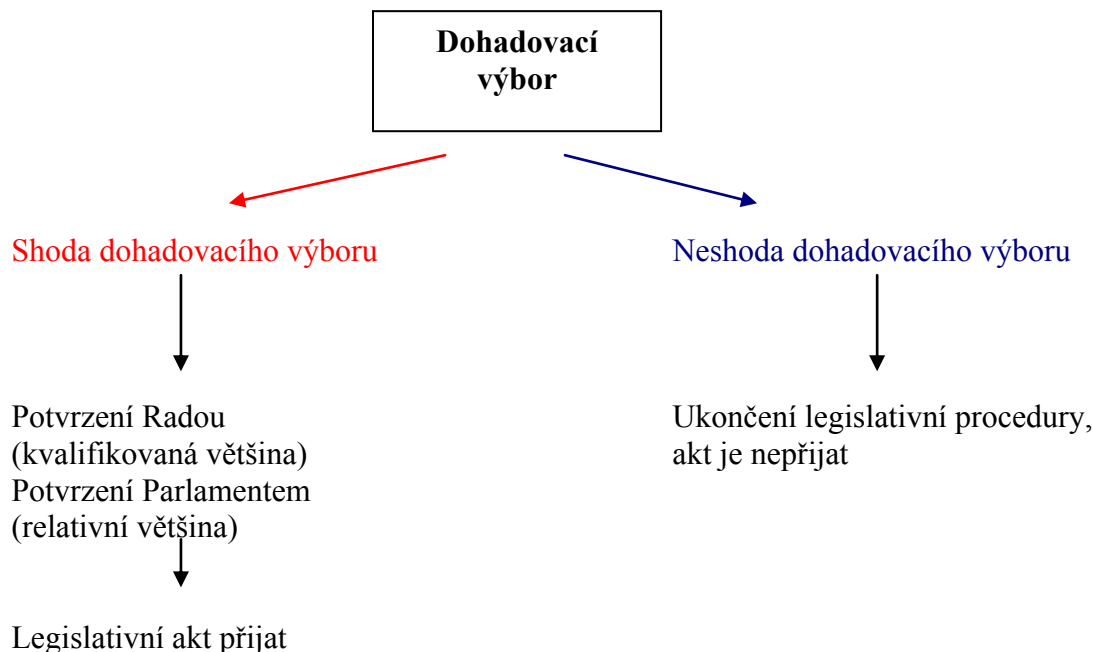 Dohadovací
výbor
Shoda dohadovacího výboru
Neshoda dohadovacího výboru
Potvrzení Radou
(kvalifikovaná většina)
Potvrzení Parlamentem
(relativní většina)
Ukončení legislativní procedury,
akt je nepřijat
Legislativní akt přijat